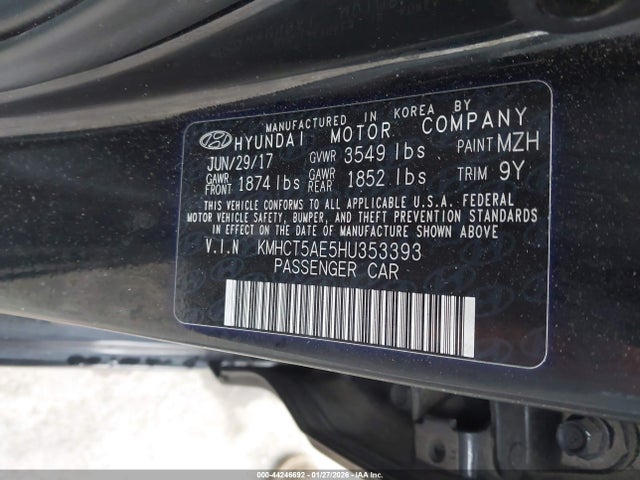 MANUFACTURED IN KOREA BY
HYUNDAI MOTOR COMPANY
JUN/29/17 GVWR 3549 lbs PAINT MZH
GAWR FRONT 1874 lbs GAWR REAR 1852 lbs TRIM 9Y
THIS VEHICLE CONFORMS TO ALL APPLICABLE U.S.A. FEDERAL
MOTOR VEHICLE SAFETY, BUMPER, AND THEFT PREVENTION STANDARDS
IN EFFECT ON THE DATE OF MANUFACTURE SHOWN ABOVE.
V.I.N KMHCT5AE5HU353393
PASSENGER CAR
000-44246692 - 01/27/2026 - IAA Inc.